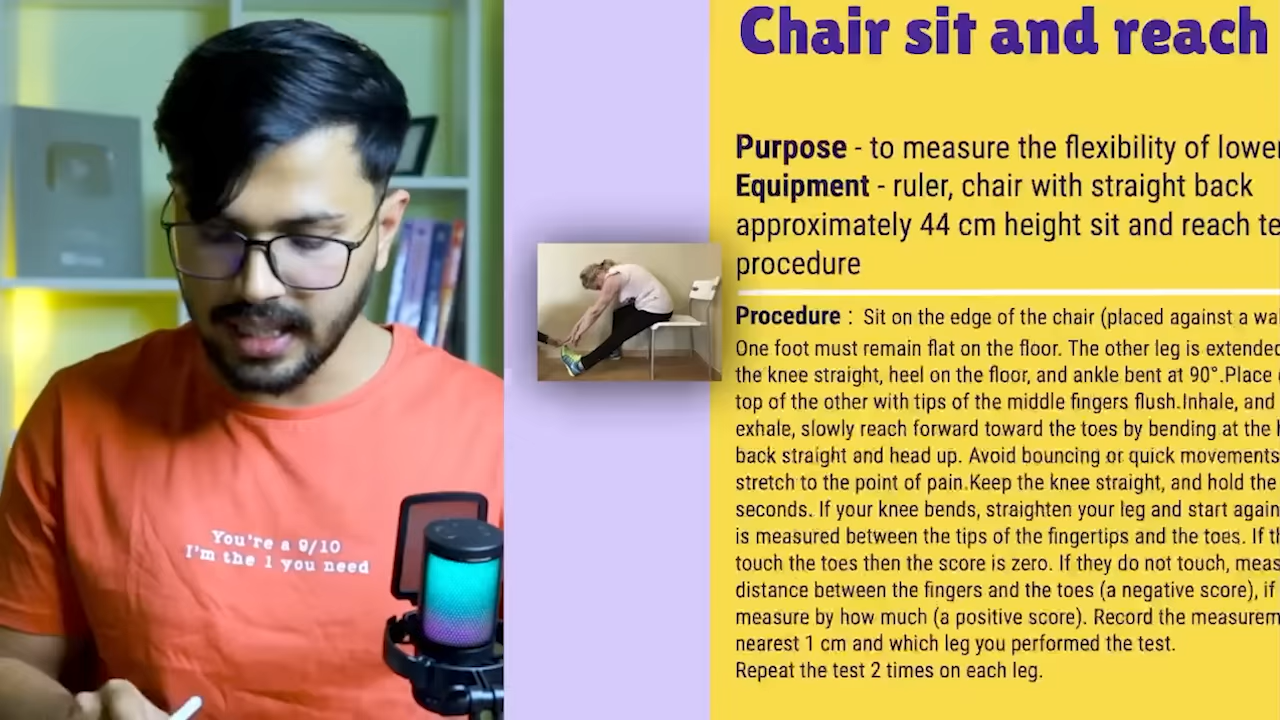 You're a 9/10
I'm the 1 you need
Chair sit and reach
Purpose - to measure the flexibility of lower
Equipment - ruler, chair with straight back
approximately 44 cm height sit and reach te
procedure
Procedure : Sit on the edge of the chair (placed against a wa
One foot must remain flat on the floor. The other leg is extended
the knee straight, heel on the floor, and ankle bent at 90°.Place
top of the other with tips of the middle fingers flush.Inhale, and
exhale, slowly reach forward toward the toes by bending at the h
back straight and head up. Avoid bouncing or quick movements
stretch to the point of pain.Keep the knee straight, and hold the
seconds. If your knee bends, straighten your leg and start again
is measured between the tips of the fingertips and the toes. If th
touch the toes then the score is zero. If they do not touch, meas
distance between the fingers and the toes (a negative score), if
measure by how much (a positive score). Record the measurem
nearest 1 cm and which leg you performed the test.
Repeat the test 2 times on each leg.